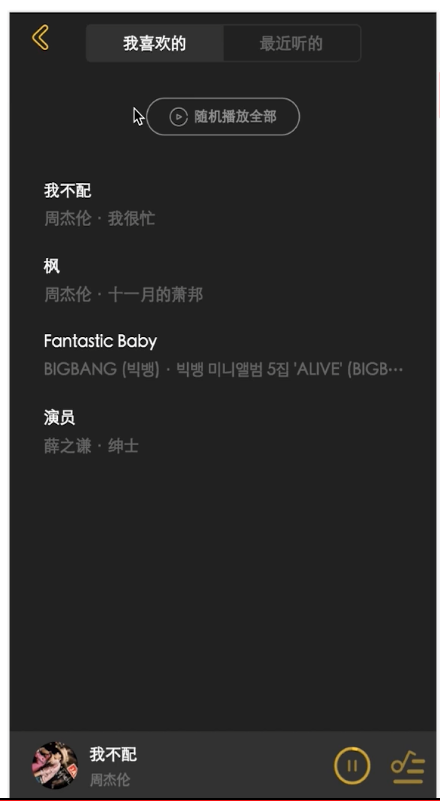 我喜欢的
最近听的
随机播放全部
我不配
周杰伦 · 我很忙
枫
周杰伦 · 十一月的萧邦
Fantastic Baby
BIGBANG (빅뱅) · 빅뱅 미니앨범 5집 'ALIVE' (BIGB···
演员
薛之谦 · 绅士
我不配
周杰伦